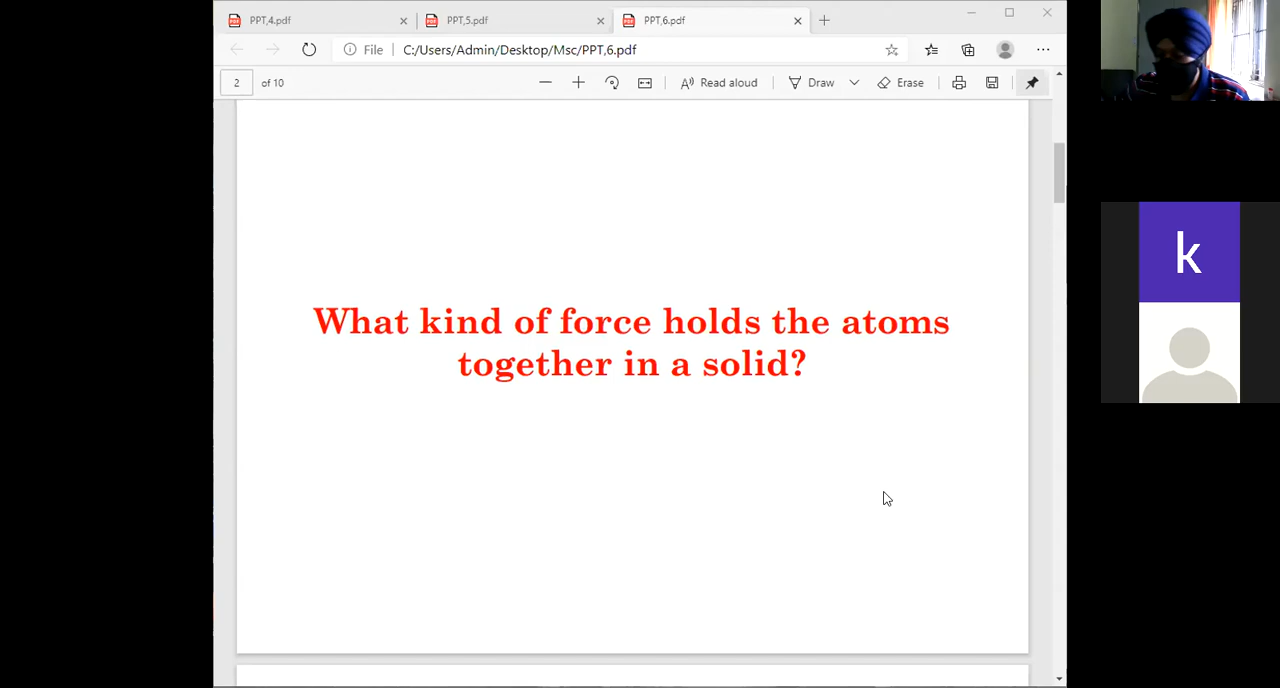 PPT,4.pdf
PPT,5.pdf
PPT,6.pdf
File
C:/Users/Admin/Desktop/Msc/PPT,6.pdf
2 of 10
Read aloud
Draw
Erase
What kind of force holds the atoms
together in a solid?
k